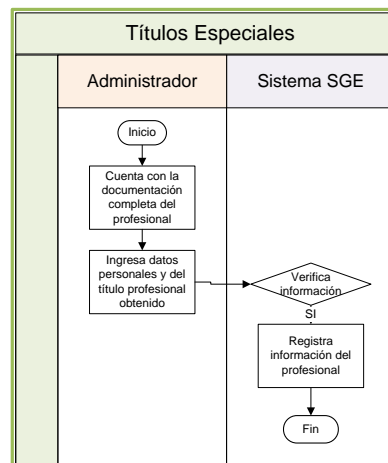 Títulos Especiales
Administrador
Sistema SGE
Inicio
Cuenta con la
documentación
completa del
profesional
Ingresa datos
personales y del
título profesional
obtenido
Verifica
información
SI
Registra
información del
profesional
Fin